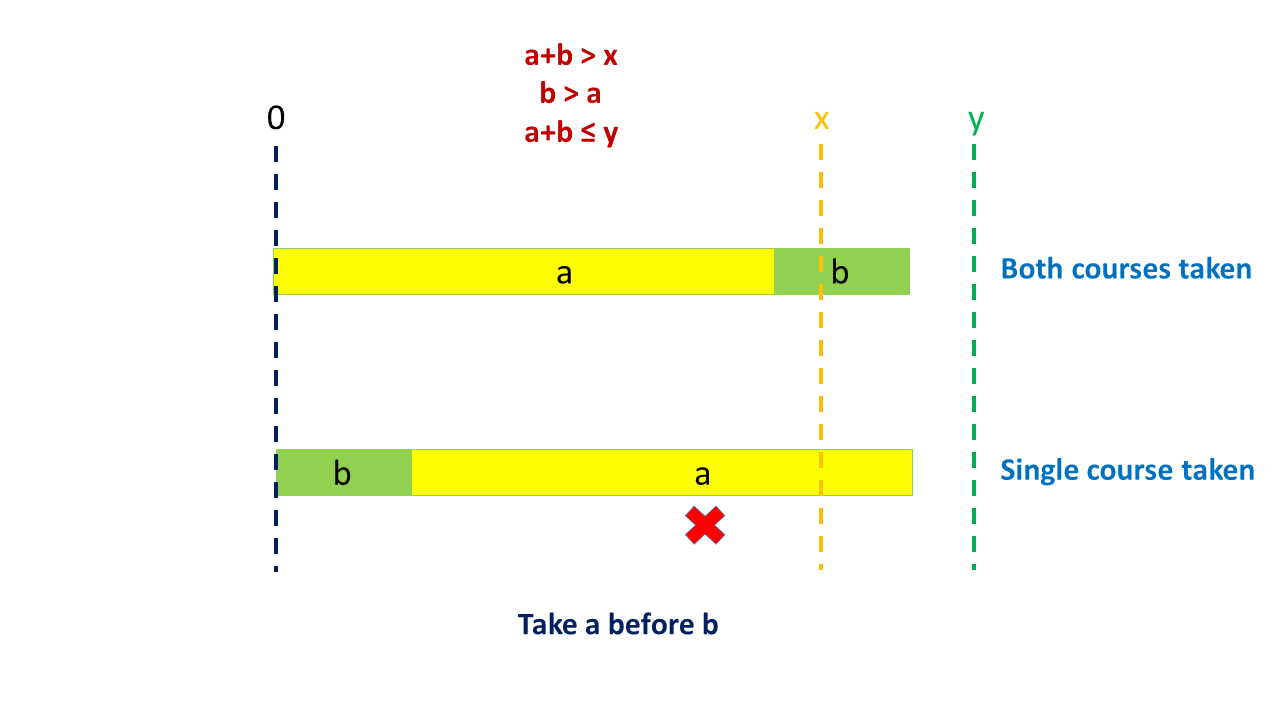 a+b > x
b > a
a+b ≤ y
0
x
y
a
b
Both courses taken
b
a
Single course taken
Take a before b